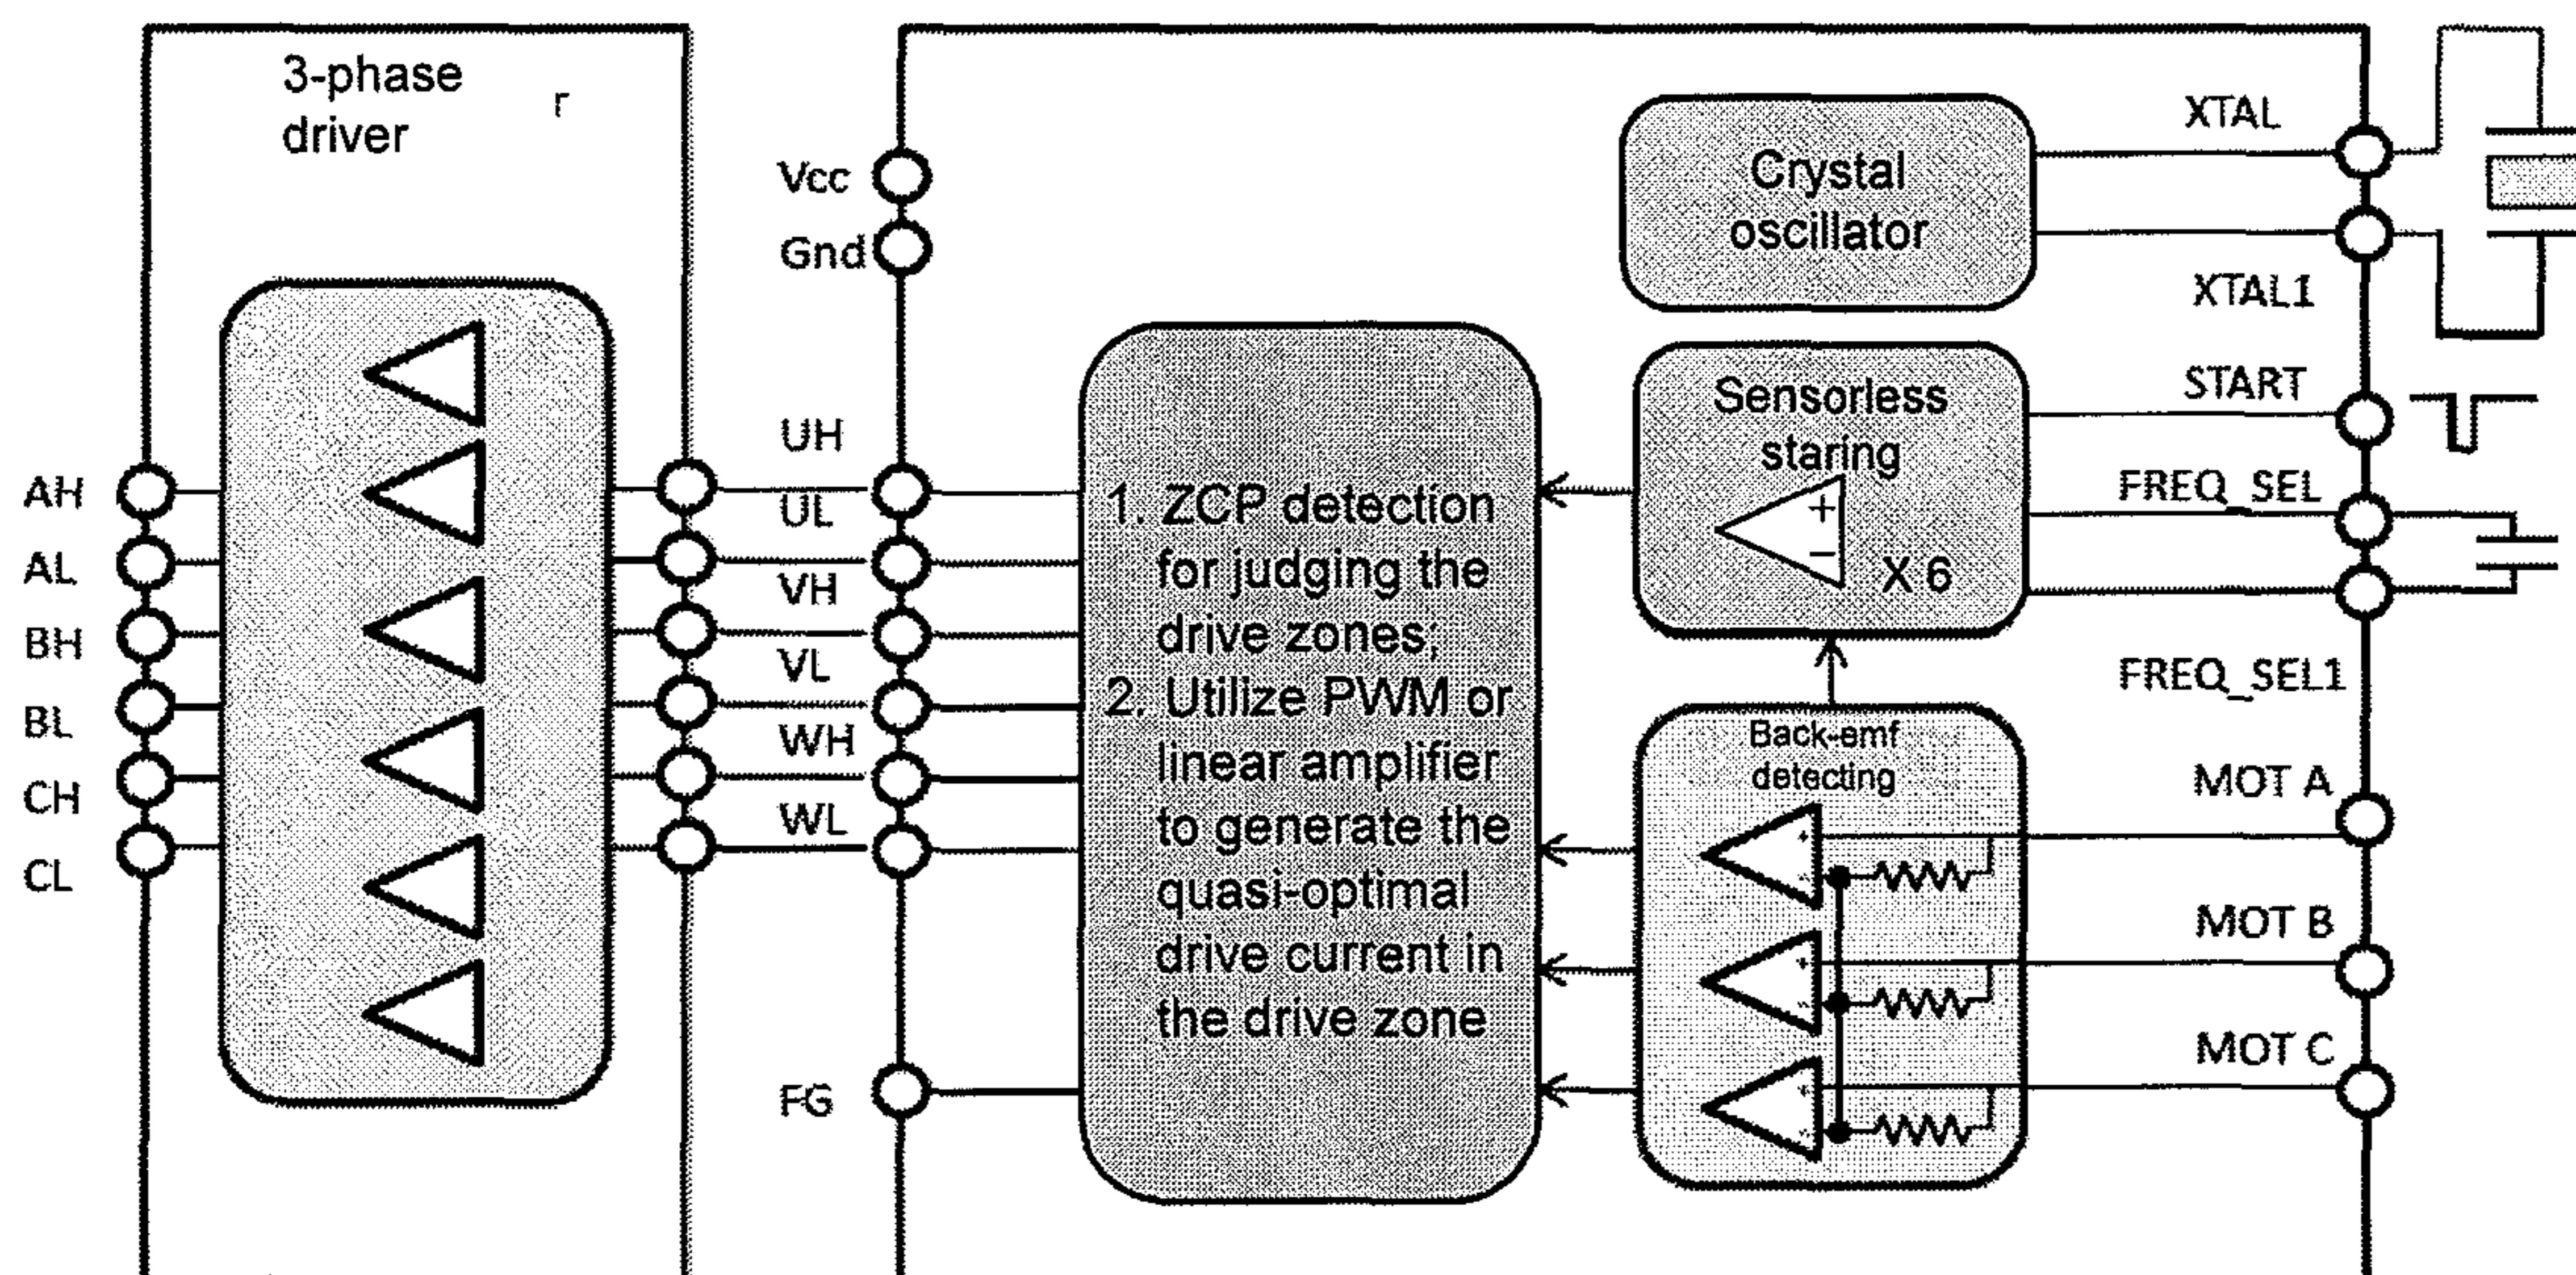 3-phase
driver
r
AH
AL
BH
BL
CH
CL
Vcc
Gnd
UH
UL
VH
VL
WH
WL
FG
1. ZCP detection
for judging the
drive zones;
2. Utilize PWM or
linear amplifier
to generate the
quasi-optimal
drive current in
the drive zone
Crystal
oscillator
Sensorless
staring
+
−
X 6
Back-emf
detecting
XTAL
XTAL1
START
FREQ_SEL
FREQ_SEL1
MOT A
MOT B
MOT C